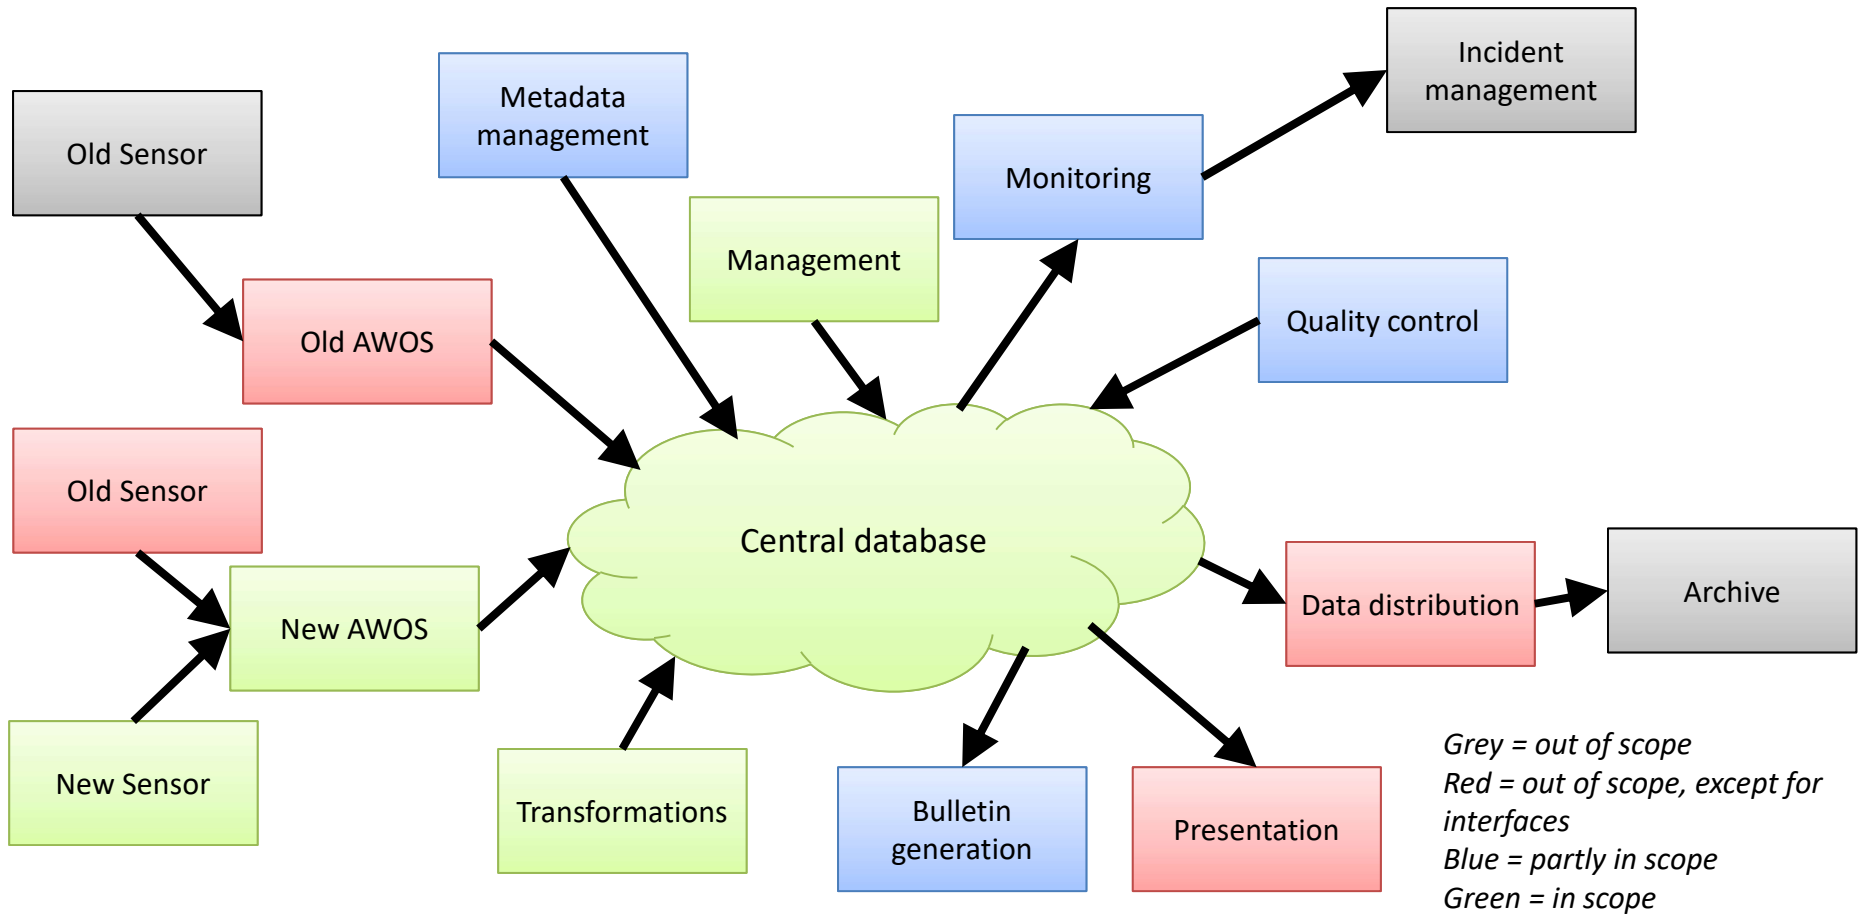 Incident
management
Metadata
management
Old Sensor
Monitoring
Management
Quality control
Old AWOS
Old Sensor
Central database
New AWOS
Data distribution
Archive
New Sensor
Transformations
Bulletin
generation
Presentation
Grey = out of scope
Red = out of scope, except for
interfaces
Blue = partly in scope
Green = in scope